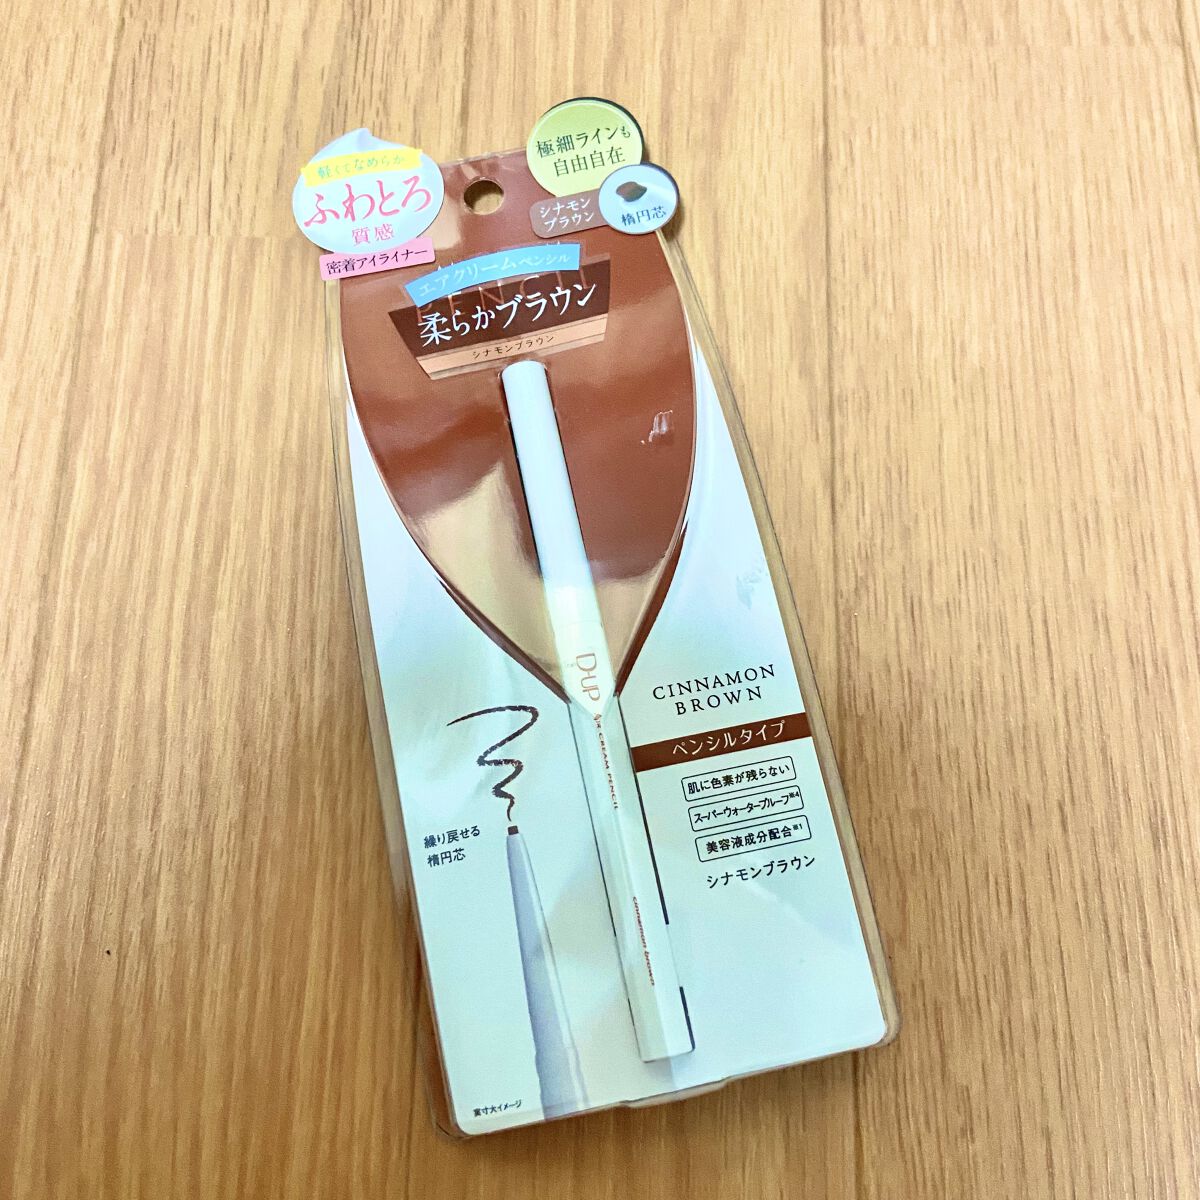 軽くてなめらか
ふわとろ
質感
密着アイライナー
極細ラインも
自由自在
シナモン
ブラウン
楕円芯
エアクリームペンシル
PENCIL
柔らかブラウン
シナモンブラウン
D-UP
AIR CREAM PENCIL
cinnamon brown
CINNAMON
BROWN
ペンシルタイプ
肌に色素が残らない
スーパーウォータープルーフ※4
美容液成分配合※1
シナモンブラウン
繰り戻せる
楕円芯
実寸大イメージ